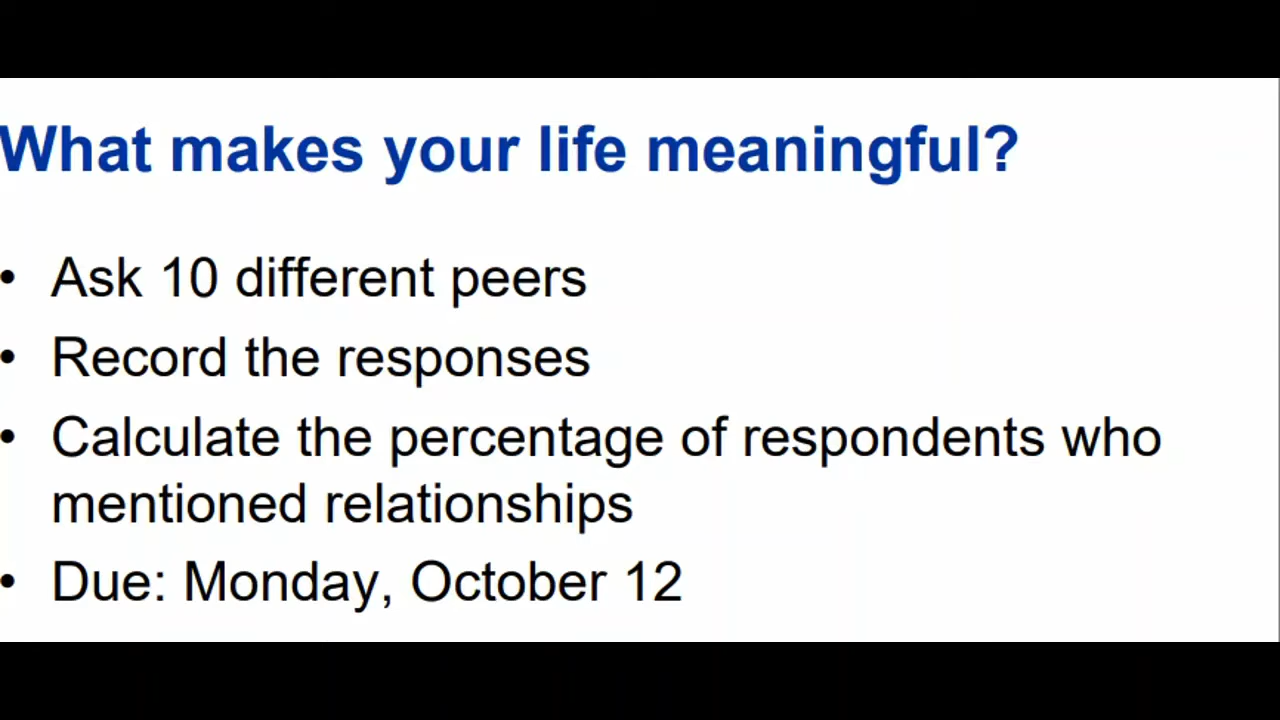 What makes your life meaningful?
• Ask 10 different peers
• Record the responses
• Calculate the percentage of respondents who
mentioned relationships
• Due: Monday, October 12